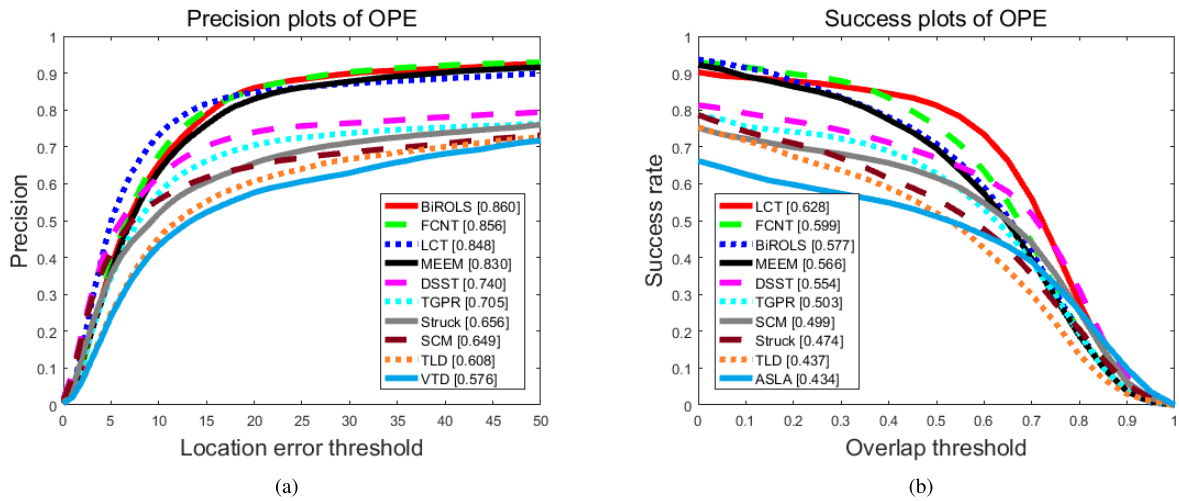 Precision plots of OPE
1
0.9
0.8
0.7
0.6
0.5
0.4
0.3
0.2
0.1
0
Precision
BiROLS [0.860]
FCNT [0.856]
LCT [0.848]
MEEM [0.830]
DSST [0.740]
TGPR [0.705]
Struck [0.656]
SCM [0.649]
TLD [0.608]
VTD [0.576]
0 5 10 15 20 25 30 35 40 45 50
Location error threshold
(a)
Success plots of OPE
1
0.9
0.8
0.7
0.6
0.5
0.4
0.3
0.2
0.1
0
Success rate
LCT [0.628]
FCNT [0.599]
BiROLS [0.577]
MEEM [0.566]
DSST [0.554]
TGPR [0.503]
SCM [0.499]
Struck [0.474]
TLD [0.437]
ASLA [0.434]
0 0.1 0.2 0.3 0.4 0.5 0.6 0.7 0.8 0.9 1
Overlap threshold
(b)